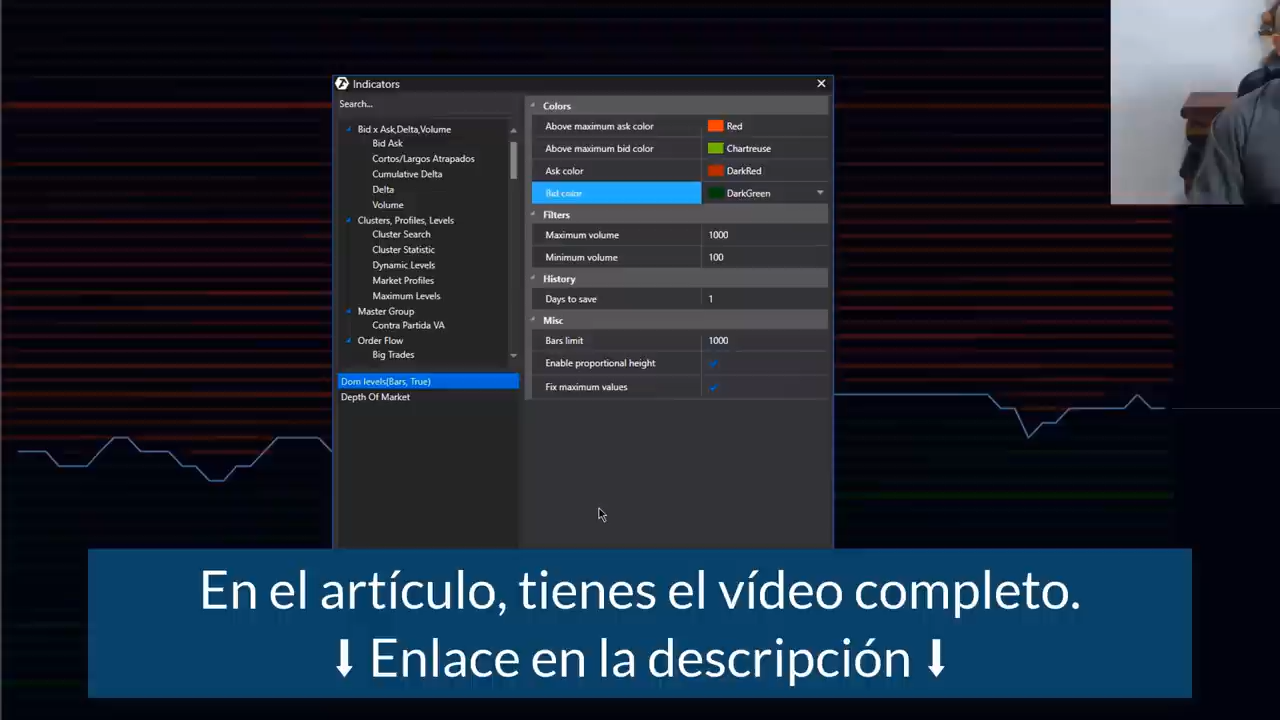 Indicators
Search...
Bid x Ask,Delta,Volume
Bid Ask
Cortos/Largos Atrapados
Cumulative Delta
Delta
Volume
Clusters, Profiles, Levels
Cluster Search
Cluster Statistic
Dynamic Levels
Market Profiles
Maximum Levels
Master Group
Contra Partida VA
Order Flow
Big Trades
Dom levels(Bars, True)
Depth Of Market
Colors
Above maximum ask color Red
Above maximum bid color Chartreuse
Ask color DarkRed
Bid color DarkGreen
Filters
Maximum volume 1000
Minimum volume 100
History
Days to save 1
Misc
Bars limit 1000
Enable proportional height
Fix maximum values
En el artículo, tienes el vídeo completo.
⬇ Enlace en la descripción ⬇